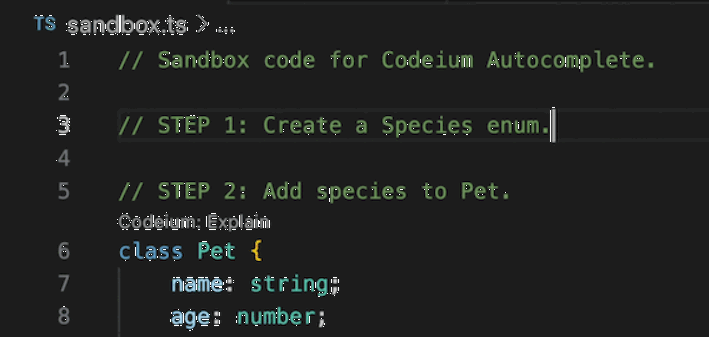 TS sandbox.ts > ...
1 // Sandbox code for Codeium Autocomplete.
2
3 // STEP 1: Create a Species enum.
4
5 // STEP 2: Add species to Pet.
Codeium: Explain
6 class Pet {
7 name: string;
8 age: number;